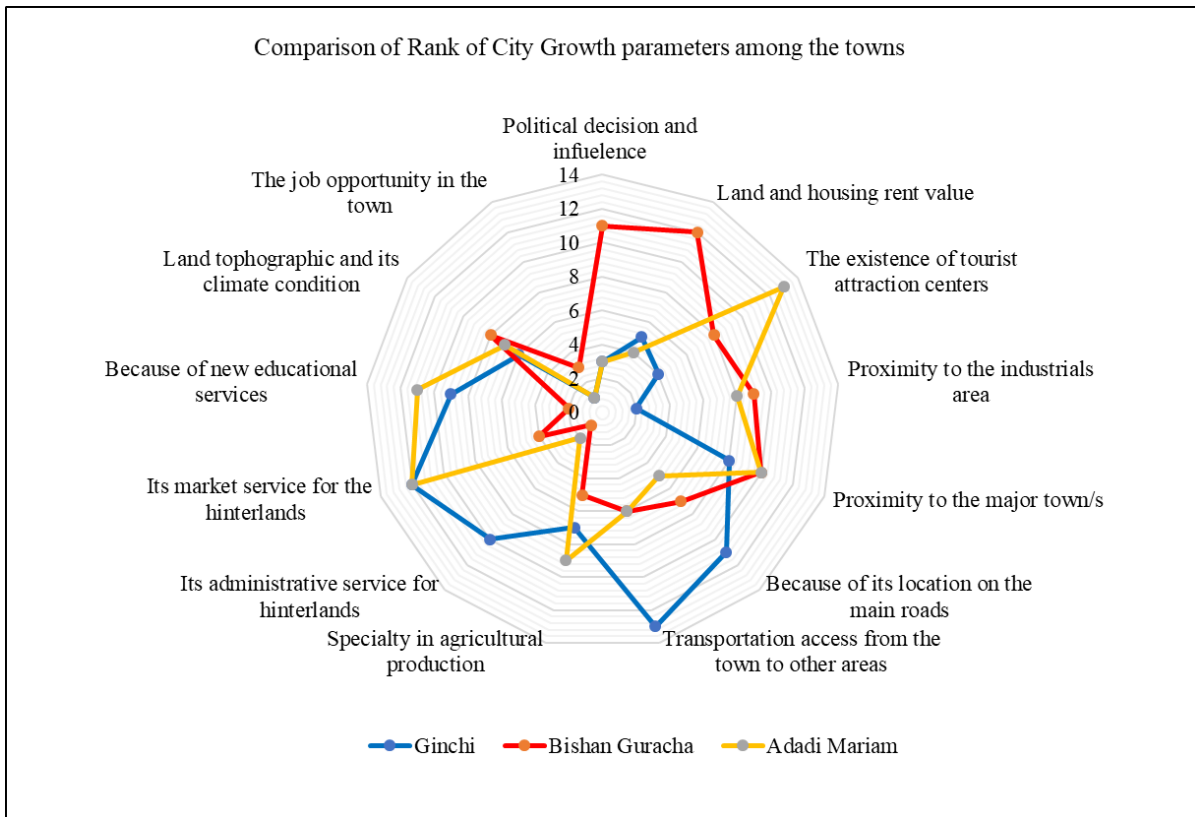 Comparison of Rank of City Growth parameters among the towns
Political decision and
infuelence
Land and housing rent value
The existence of tourist
attraction centers
Proximity to the industrials
area
Proximity to the major town/s
Because of its location on the
main roads
Transportation access from the
town to other areas
Specialty in agricultural
production
Its administrative service for
hinterlands
Its market service for the
hinterlands
Because of new educational
services
Land tophographic and its
climate condition
The job opportunity in the
town
14
12
10
8
6
4
2
0
Ginchi
Bishan Guracha
Adadi Mariam